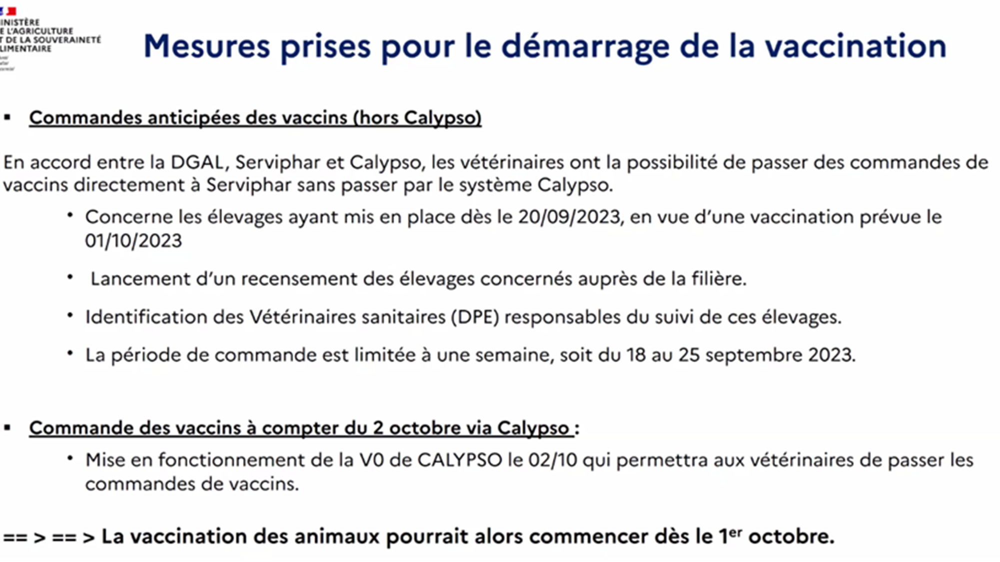 INISTÈRE
E L'AGRICULTURE
T DE LA SOUVERAINETÉ
LIMENTAIRE
Mesures prises pour le démarrage de la vaccination
▪ Commandes anticipées des vaccins (hors Calypso)
En accord entre la DGAL, Serviphar et Calypso, les vétérinaires ont la possibilité de passer des commandes de
vaccins directement à Serviphar sans passer par le système Calypso.
• Concerne les élevages ayant mis en place dès le 20/09/2023, en vue d'une vaccination prévue le
01/10/2023
• Lancement d'un recensement des élevages concernés auprès de la filière.
• Identification des Vétérinaires sanitaires (DPE) responsables du suivi de ces élevages.
• La période de commande est limitée à une semaine, soit du 18 au 25 septembre 2023.
▪ Commande des vaccins à compter du 2 octobre via Calypso :
• Mise en fonctionnement de la V0 de CALYPSO le 02/10 qui permettra aux vétérinaires de passer les
commandes de vaccins.
== > == > La vaccination des animaux pourrait alors commencer dès le 1er octobre.